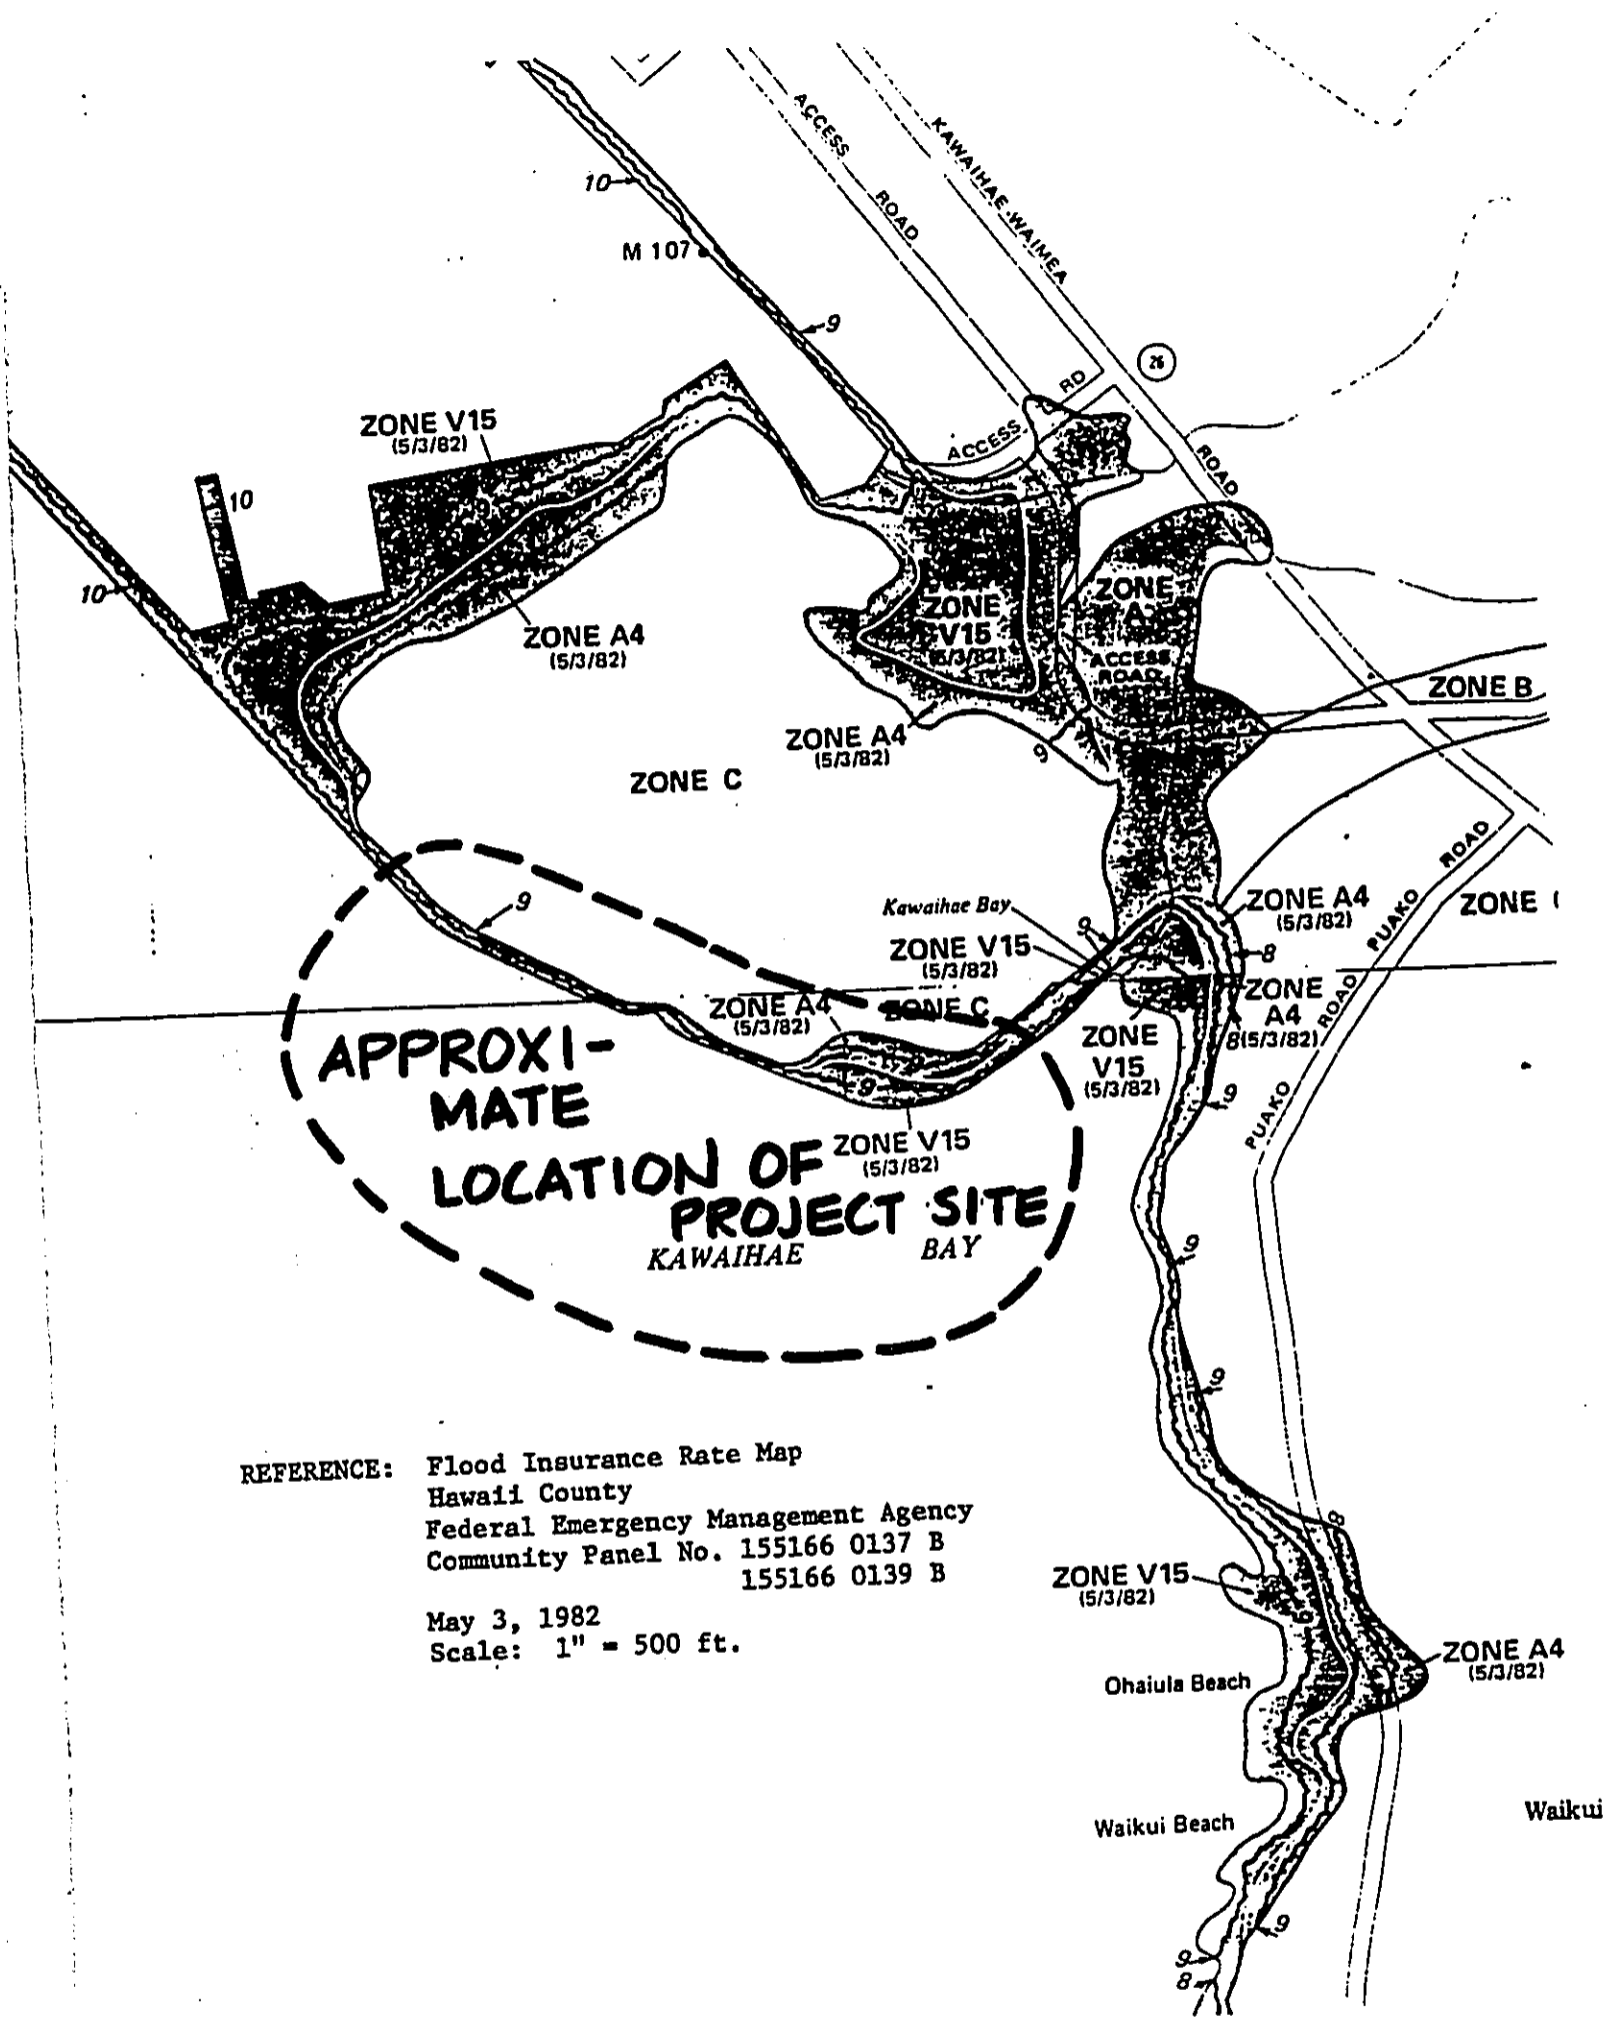 ACCESS
ROAD
KAWAIHAE-WAIMEA
10
M 107
9
26
RD
ACCESS
ROAD
ZONE V15
(5/3/82)
10
10
ZONE A4
(5/3/82)
ZONE
V15
(5/3/82)
ZONE
A
ACCESS
ROAD
ZONE B
ZONE A4
(5/3/82)
9
ZONE C
ROAD
PUAKO
9
Kawaihae Bay
9
ZONE A4
(5/3/82)
ZONE
ZONE V15
(5/3/82)
8
ZONE A4
(5/3/82)
ZONE C
ZONE
A4
8(5/3/82)
ROAD
ZONE
V15
(5/3/82)
9
9
PUAKO
APPROXI-
MATE
LOCATION OF
PROJECT SITE
ZONE V15
(5/3/82)
KAWAIHAE BAY
9
9
REFERENCE: Flood Insurance Rate Map
Hawaii County
Federal Emergency Management Agency
Community Panel No. 155166 0137 B
155166 0139 B
May 3, 1982
Scale: 1" = 500 ft.
8
ZONE V15
(5/3/82)
9
ZONE A4
(5/3/82)
Ohaiula Beach
Waikui Beach
Waikui
9
9
8